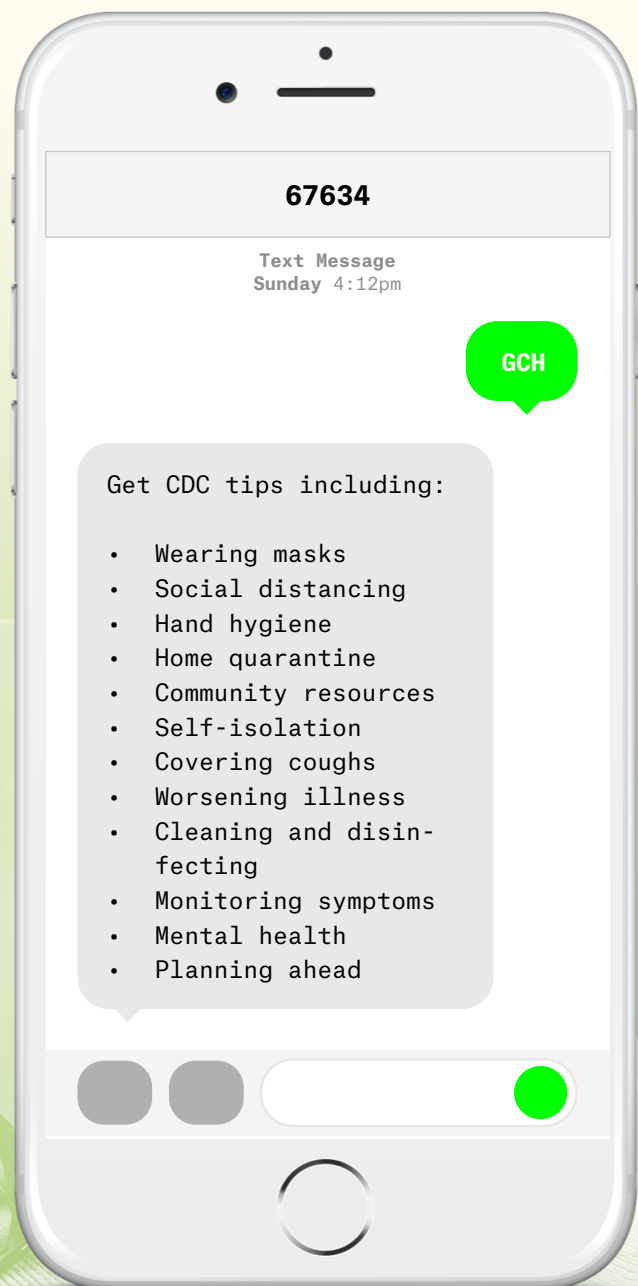 67634
Text Message
Sunday 4:12pm
GCH
Get CDC tips including:
• Wearing masks
• Social distancing
• Hand hygiene
• Home quarantine
• Community resources
• Self-isolation
• Covering coughs
• Worsening illness
• Cleaning and disin-
fecting
• Monitoring symptoms
• Mental health
• Planning ahead